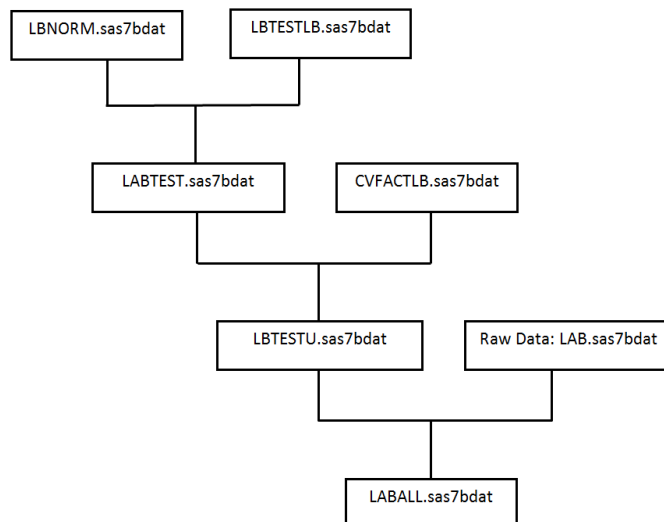 LBNORM.sas7bdat
LBTESTLB.sas7bdat
LABTEST.sas7bdat
CVFACTLB.sas7bdat
LBTESTU.sas7bdat
Raw Data: LAB.sas7bdat
LABALL.sas7bdat